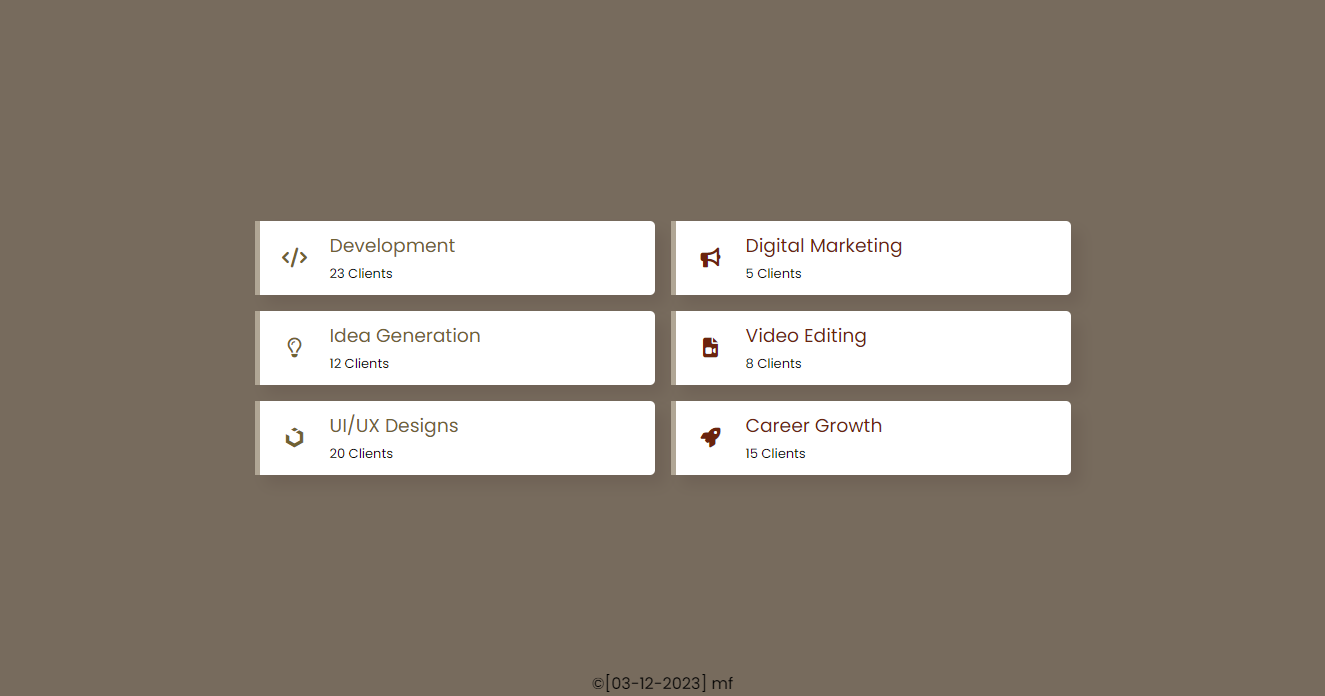 Development
23 Clients
Digital Marketing
5 Clients
Idea Generation
12 Clients
Video Editing
8 Clients
UI/UX Designs
20 Clients
Career Growth
15 Clients
©[03-12-2023] mf